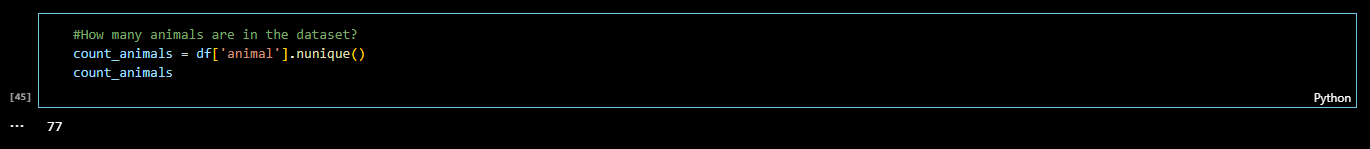 #How many animals are in the dataset?
count_animals = df['animal'].nunique()
count_animals
[45]
Python
... 77